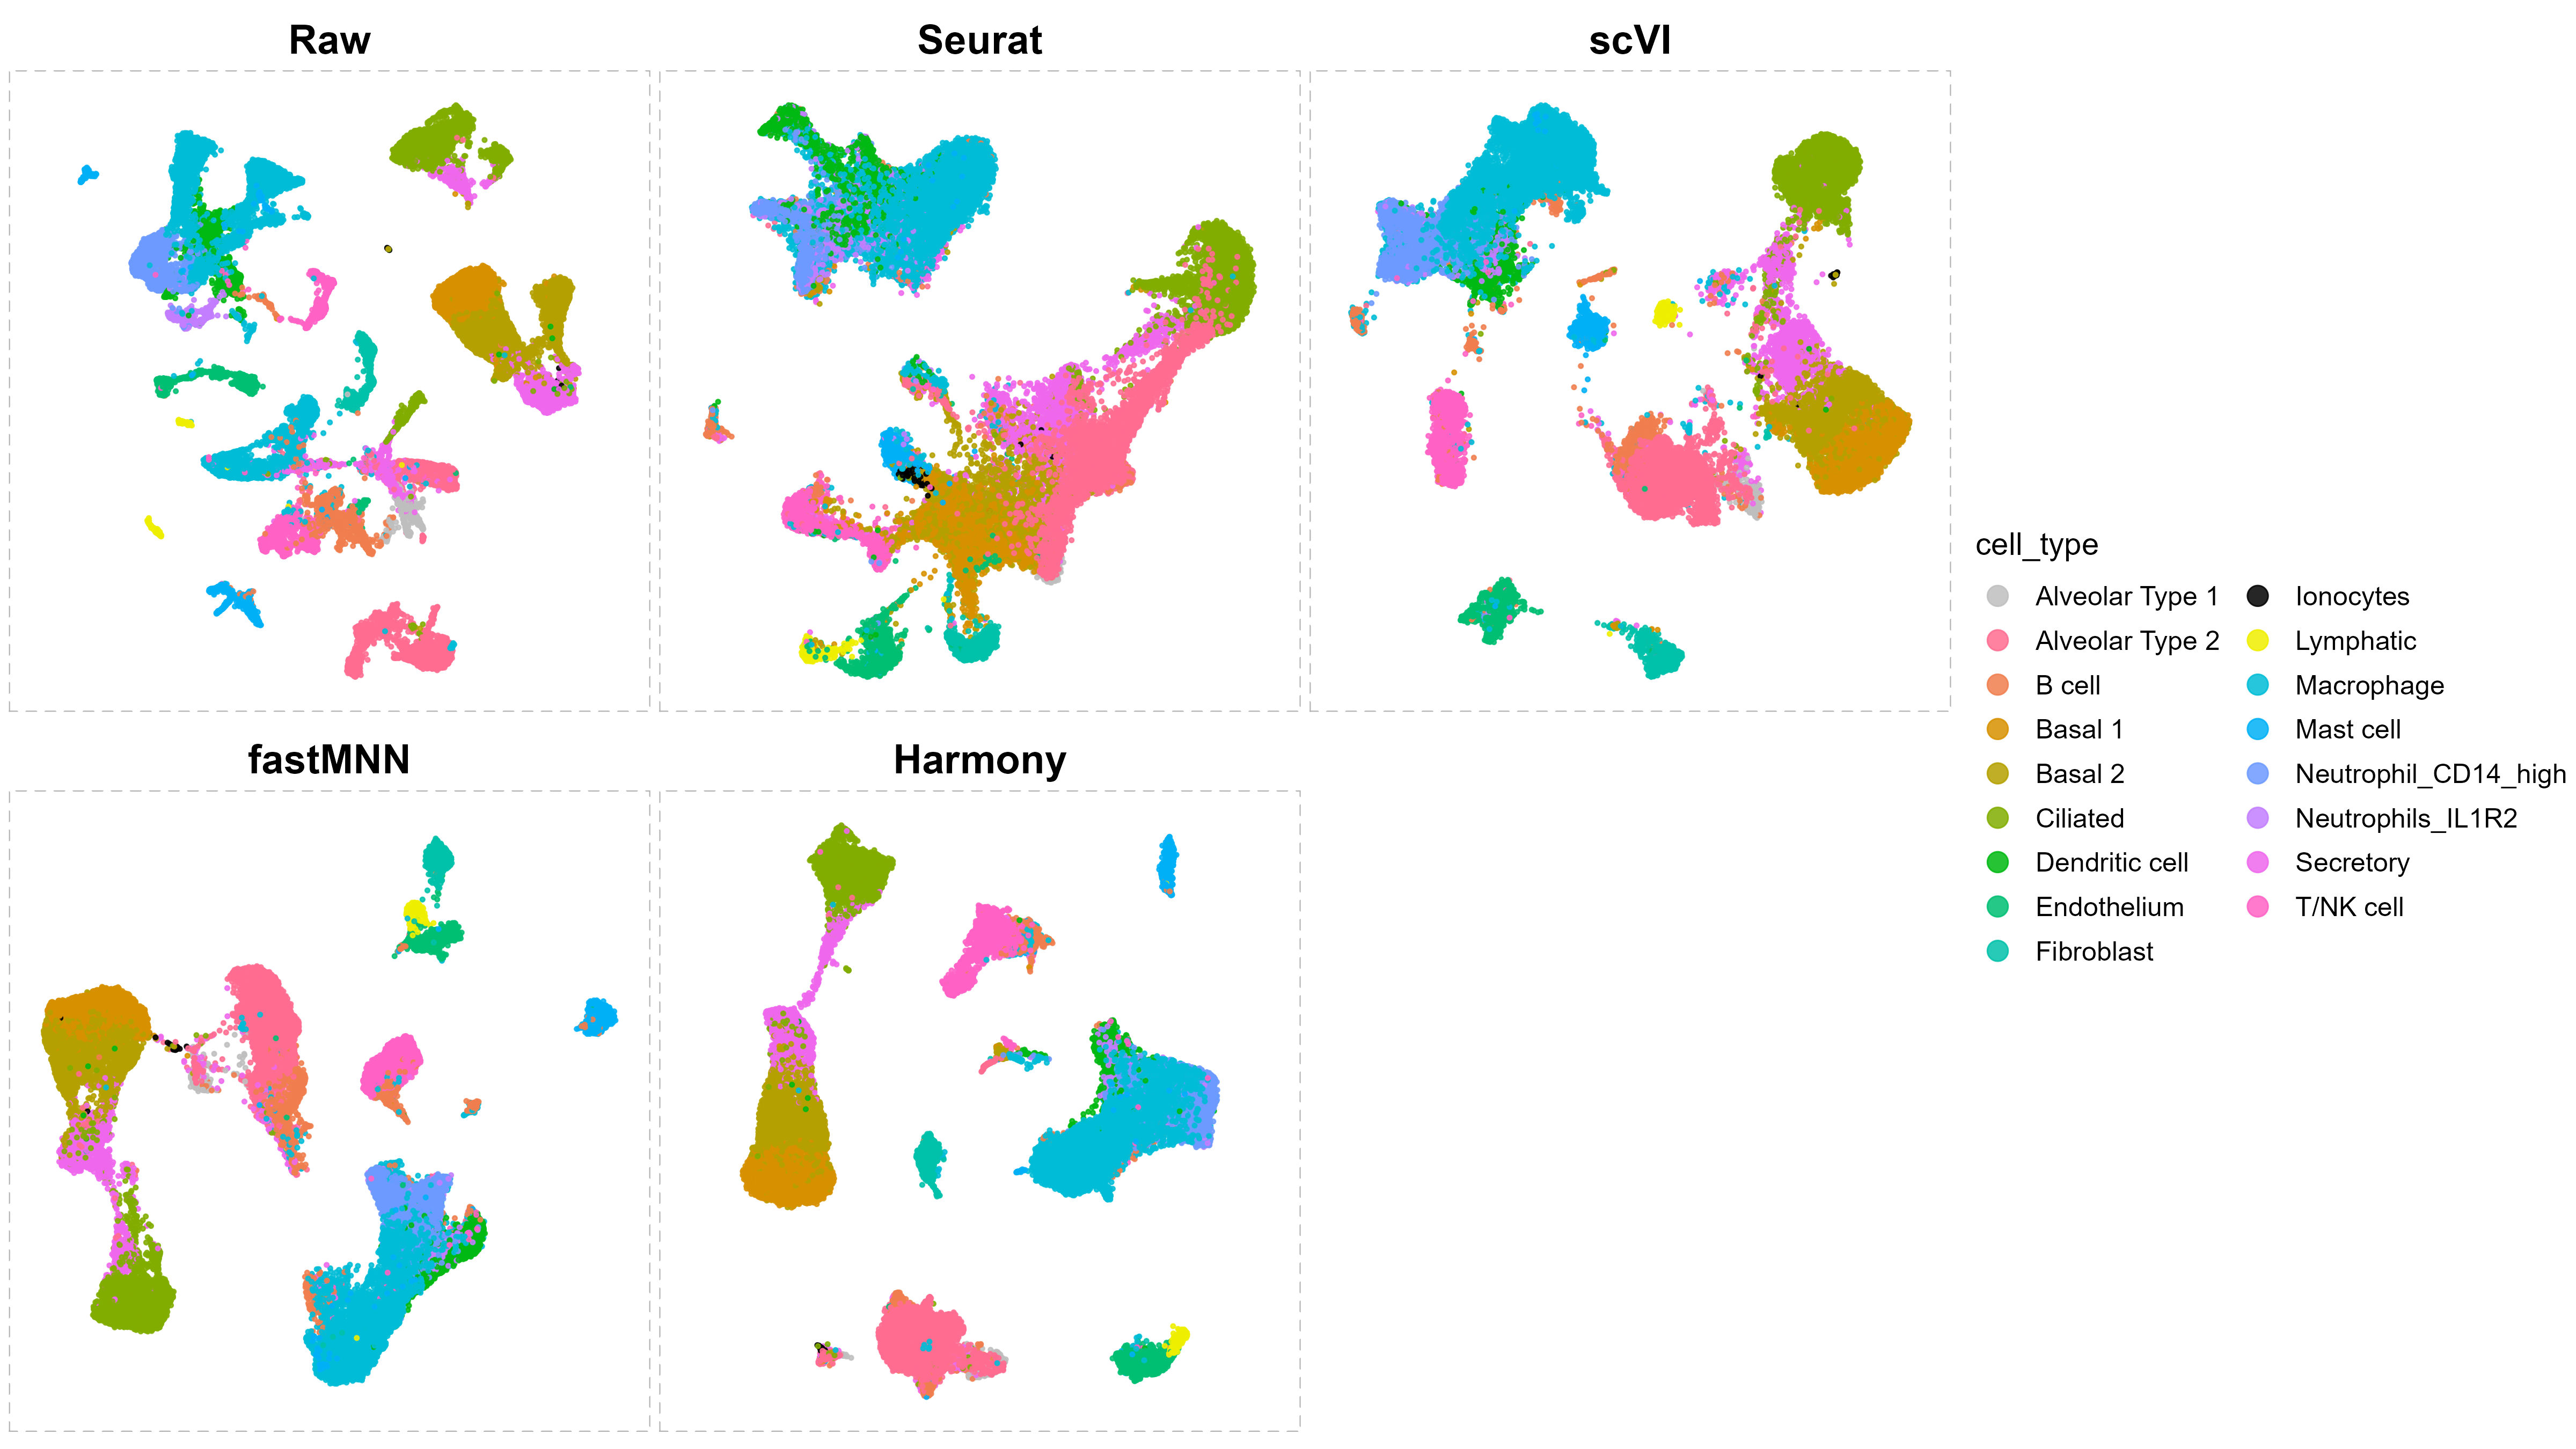 Raw
Seurat
scVI
fastMNN
Harmony
cell_type
Alveolar Type 1
Alveolar Type 2
B cell
Basal 1
Basal 2
Ciliated
Dendritic cell
Endothelium
Fibroblast
Ionocytes
Lymphatic
Macrophage
Mast cell
Neutrophil_CD14_high
Neutrophils_IL1R2
Secretory
T/NK cell